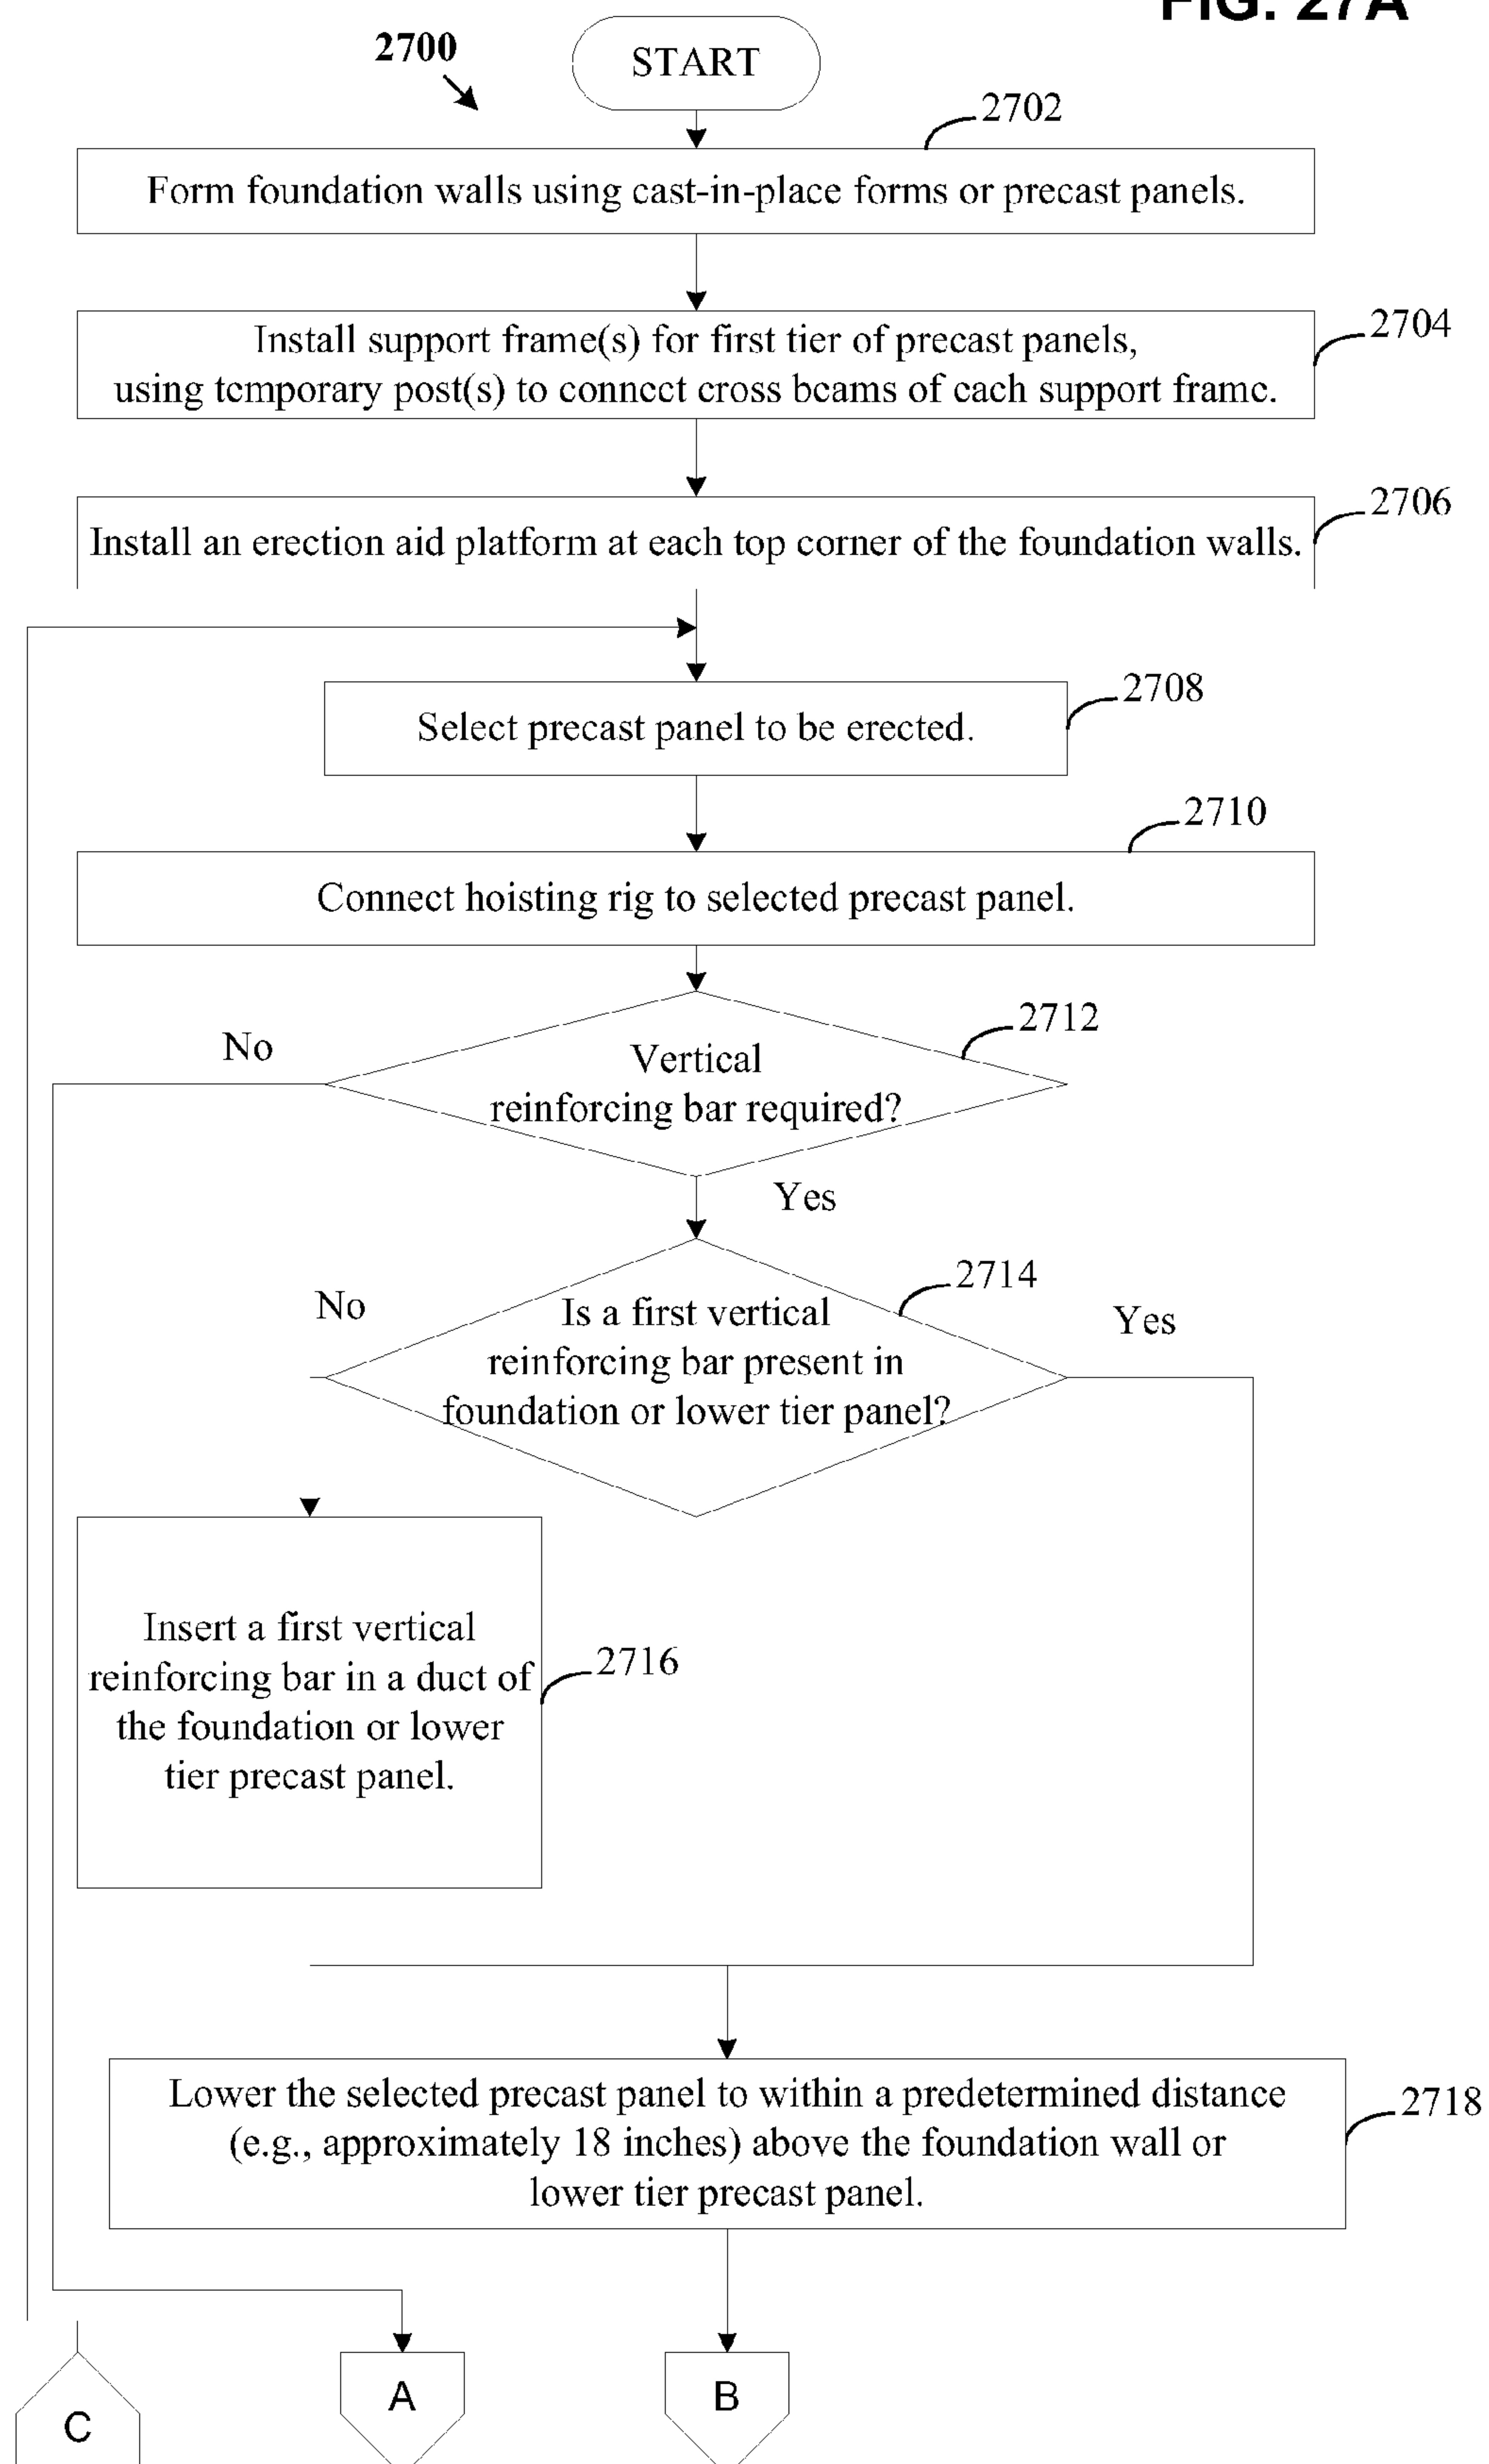 FIG. 27A
2700
START
2702
Form foundation walls using cast-in-place forms or precast panels.
Install support frame(s) for first tier of precast panels,
using temporary post(s) to connect cross beams of each support frame.
2704
2706
Install an erection aid platform at each top corner of the foundation walls.
2708
Select precast panel to be erected.
2710
Connect hoisting rig to selected precast panel.
2712
No
Vertical
reinforcing bar required?
Yes
2714
No
Is a first vertical
reinforcing bar present in
foundation or lower tier panel?
Yes
Insert a first vertical
reinforcing bar in a duct of
the foundation or lower
tier precast panel.
2716
Lower the selected precast panel to within a predetermined distance
(e.g., approximately 18 inches) above the foundation wall or
lower tier precast panel.
2718
C
A
B